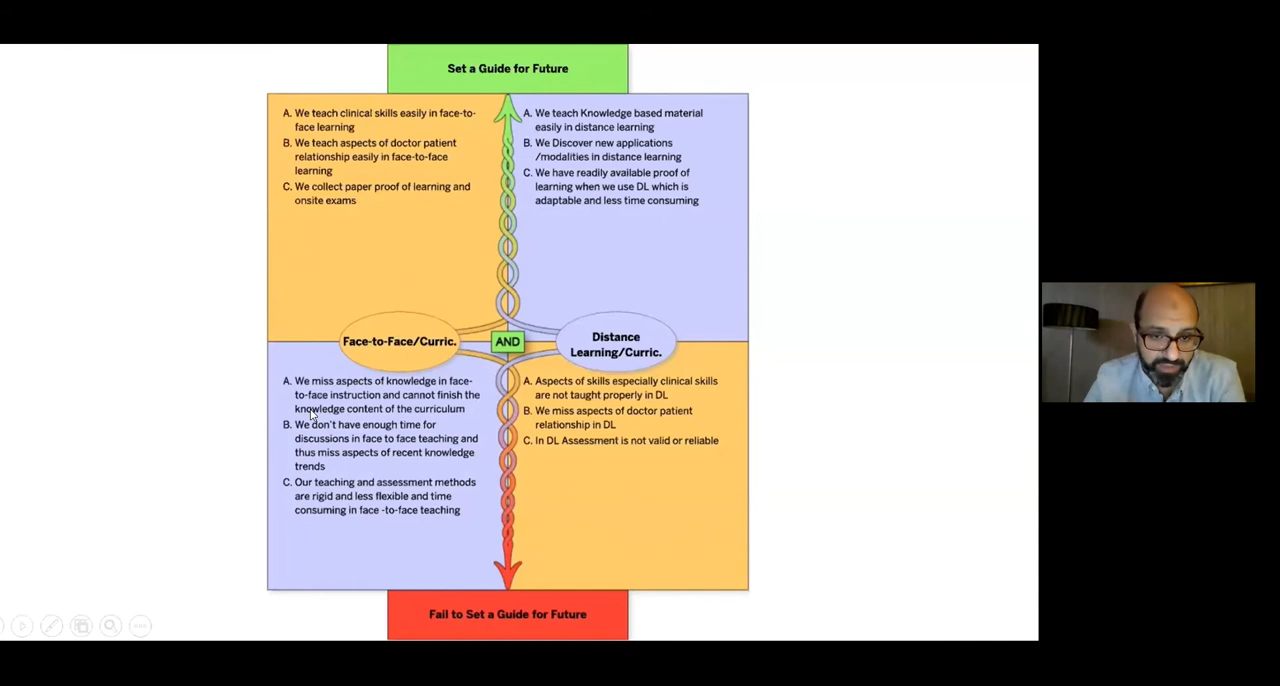 Set a Guide for Future
A. We teach clinical skills easily in face-to-
face learning
B. We teach aspects of doctor patient
relationship easily in face-to-face
learning
C. We collect paper proof of learning and
onsite exams
A. We teach Knowledge based material
easily in distance learning
B. We Discover new applications
/modalities in distance learning
C. We have readily available proof of
learning when we use DL which is
adaptable and less time consuming
Face-to-Face/Curric.
AND
Distance
Learning/Curric.
A. We miss aspects of knowledge in face-
to-face instruction and cannot finish the
knowledge content of the curriculum
B. We don't have enough time for
discussions in face to face teaching and
thus miss aspects of recent knowledge
trends
C. Our teaching and assessment methods
are rigid and less flexible and time
consuming in face -to-face teaching
A. Aspects of skills especially clinical skills
are not taught properly in DL
B. We miss aspects of doctor patient
relationship in DL
C. In DL Assessment is not valid or reliable
Fail to Set a Guide for Future